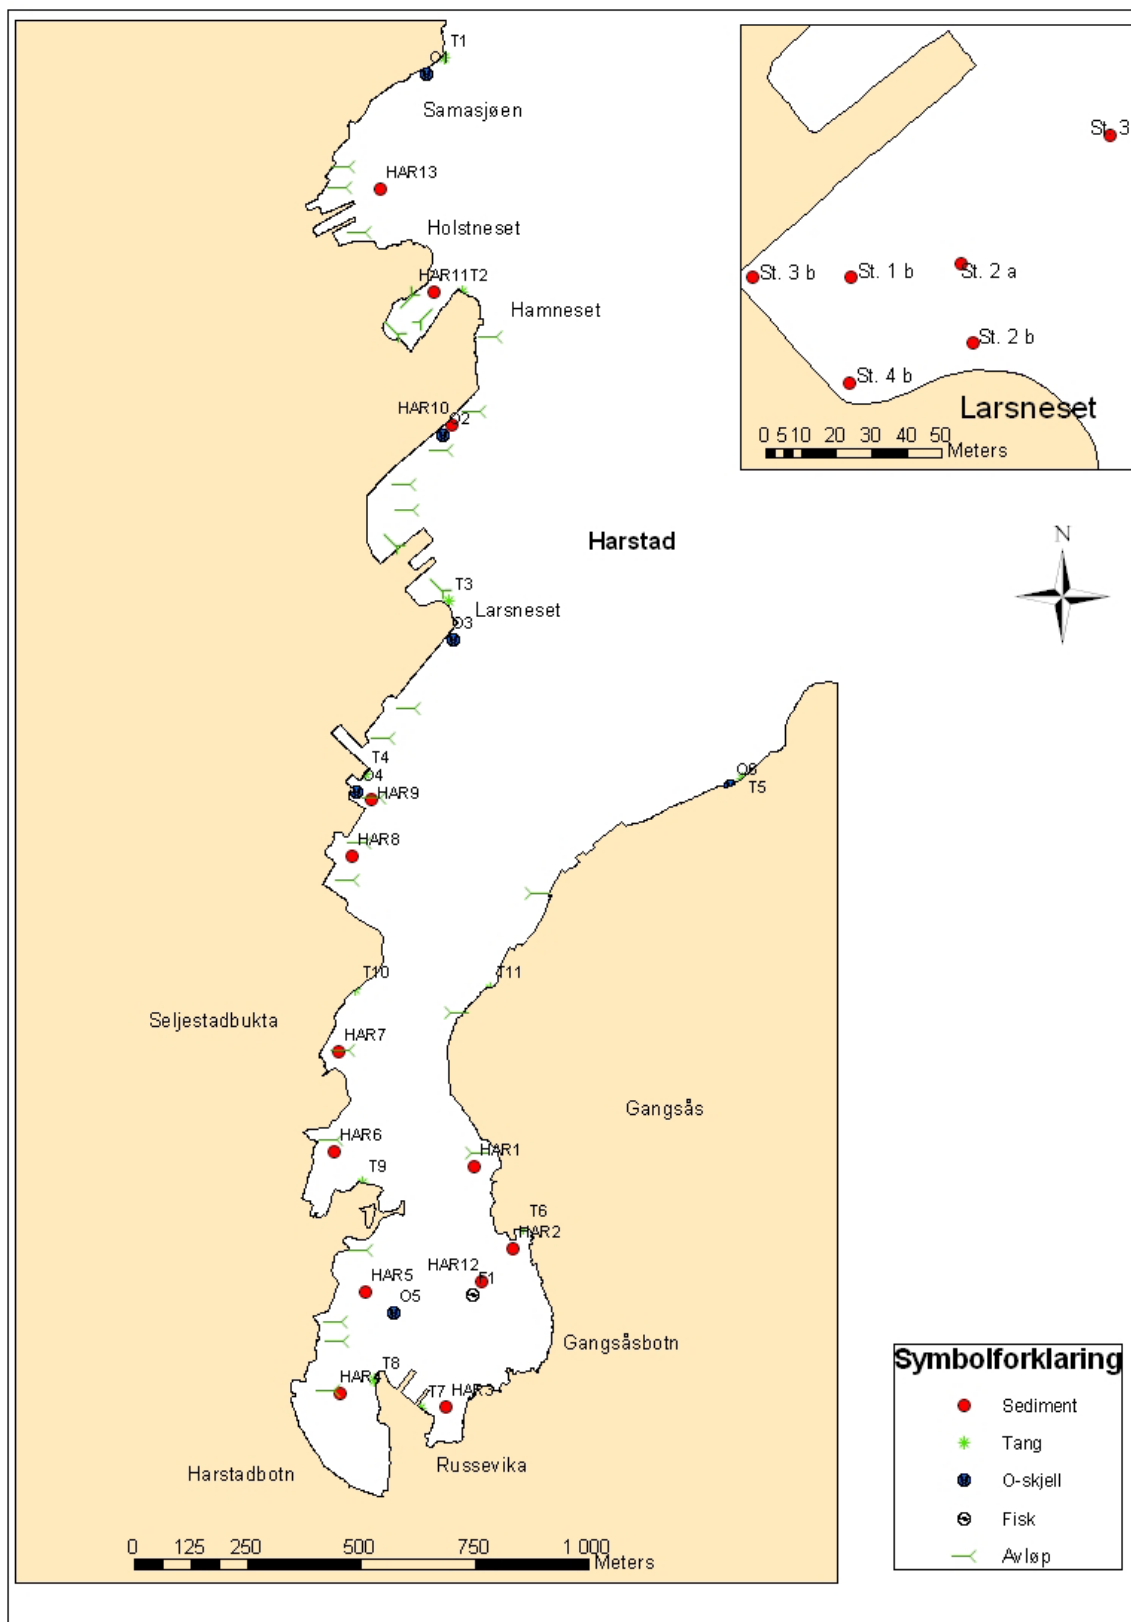 T1
O1
Samasjøen
HAR13
Holstneset
HAR11T2
Hamneset
HAR10
O2
Harstad
T3
Larsneset
O3
T4
O4
HAR9
HAR8
O6
T5
T10
T11
Seljestadbukta
HAR7
Gangsås
HAR6
HAR1
T9
T6
HAR2
HAR12
F1
HAR5
O5
Gangsåsbotn
T8
HAR4
T7
HAR3
Russevika
Harstadbotn
0 125 250 500 750 1 000
Meters
St. 3
St. 3 b
St. 1 b
St. 2 a
St. 2 b
St. 4 b
Larsneset
0 5 10 20 30 40 50
Meters
N
Symbolforklaring
Sediment
Tang
O-skjell
Fisk
Avløp